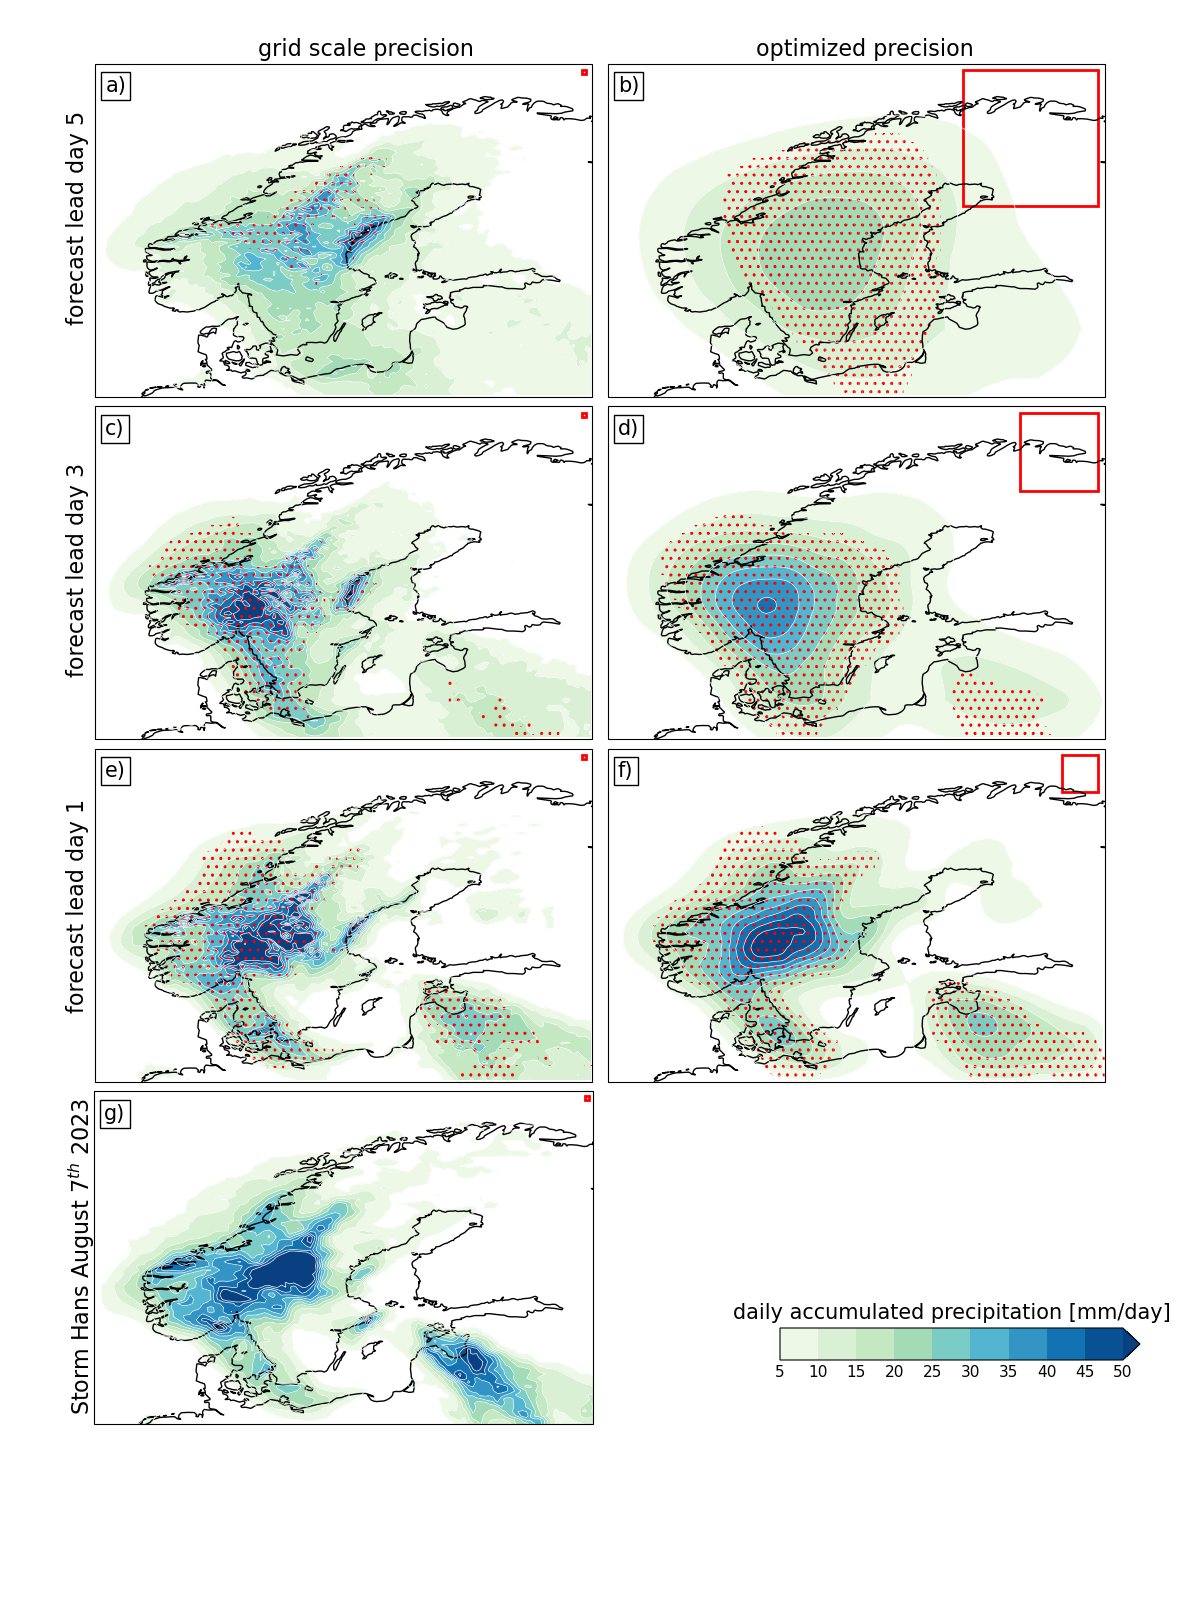 grid scale precision
optimized precision
forecast lead day 5
a)
b)
forecast lead day 3
c)
d)
forecast lead day 1
e)
f)
Storm Hans August 7th 2023
g)
daily accumulated precipitation [mm/day]
5 10 15 20 25 30 35 40 45 50